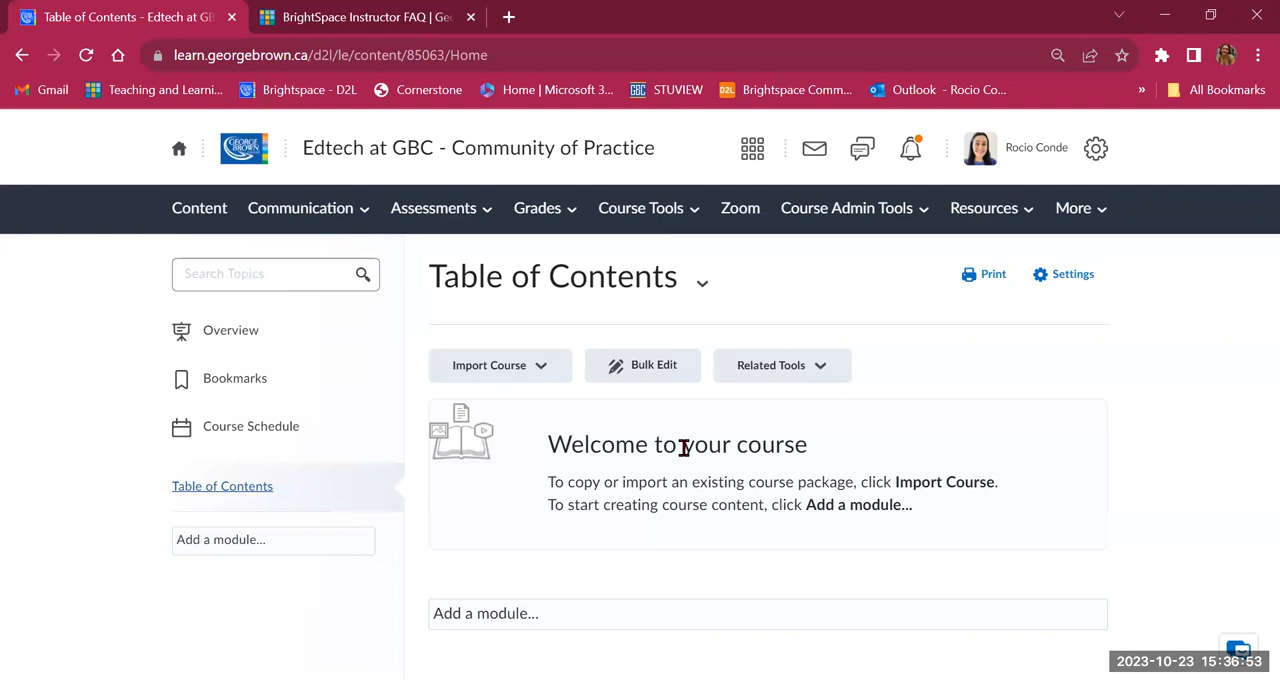 Table of Contents - Edtech at GB
BrightSpace Instructor FAQ | Geo
learn.georgebrown.ca/d2l/le/content/85063/Home
Gmail
Teaching and Learni...
Brightspace - D2L
Cornerstone
Home | Microsoft 3...
GBC STUVIEW
D2L Brightspace Comm...
Outlook - Rocio Co...
»
All Bookmarks
GEORGE BROWN
Edtech at GBC - Community of Practice
Rocio Conde
Content
Communication
Assessments
Grades
Course Tools
Zoom
Course Admin Tools
Resources
More
Search Topics
Overview
Bookmarks
Course Schedule
Table of Contents
Add a module...
Table of Contents
Print
Settings
Import Course
Bulk Edit
Related Tools
Welcome to your course
To copy or import an existing course package, click Import Course.
To start creating course content, click Add a module...
Add a module...
2023-10-23 15:36:53